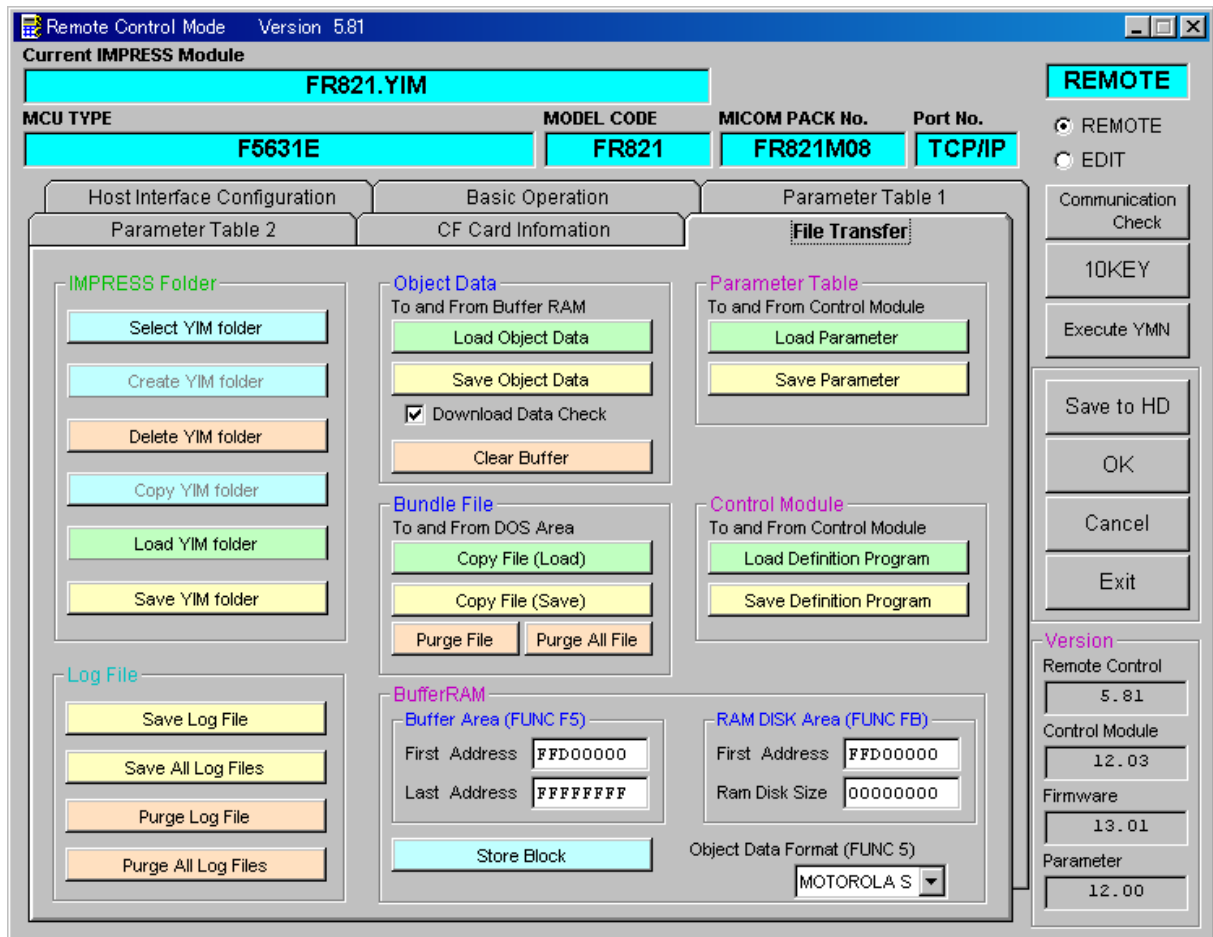 Remote Control Mode Version 5.81
Current IMPRESS Module
FR821.YIM
REMOTE
MCU TYPE
MODEL CODE
MICOM PACK No.
Port No.
F5631E
FR821
FR821M08
TCP/IP
REMOTE
EDIT
Host Interface Configuration
Basic Operation
Parameter Table 1
Parameter Table 2
CF Card Infomation
File Transfer
IMPRESS Folder
Select YIM folder
Create YIM folder
Delete YIM folder
Copy YIM folder
Load YIM folder
Save YIM folder
Log File
Save Log File
Save All Log Files
Purge Log File
Purge All Log Files
Object Data
To and From Buffer RAM
Load Object Data
Save Object Data
Download Data Check
Clear Buffer
Bundle File
To and From DOS Area
Copy File (Load)
Copy File (Save)
Purge File
Purge All File
Parameter Table
To and From Control Module
Load Parameter
Save Parameter
Control Module
To and From Control Module
Load Definition Program
Save Definition Program
BufferRAM
Buffer Area (FUNC F5)
First Address FFD00000
Last Address FFFFFFFF
RAM DISK Area (FUNC FB)
First Address FFD00000
Ram Disk Size 00000000
Store Block
Object Data Format (FUNC 5)
MOTOROLA S
Communication
Check
10KEY
Execute YMN
Save to HD
OK
Cancel
Exit
Version
Remote Control
5.81
Control Module
12.03
Firmware
13.01
Parameter
12.00